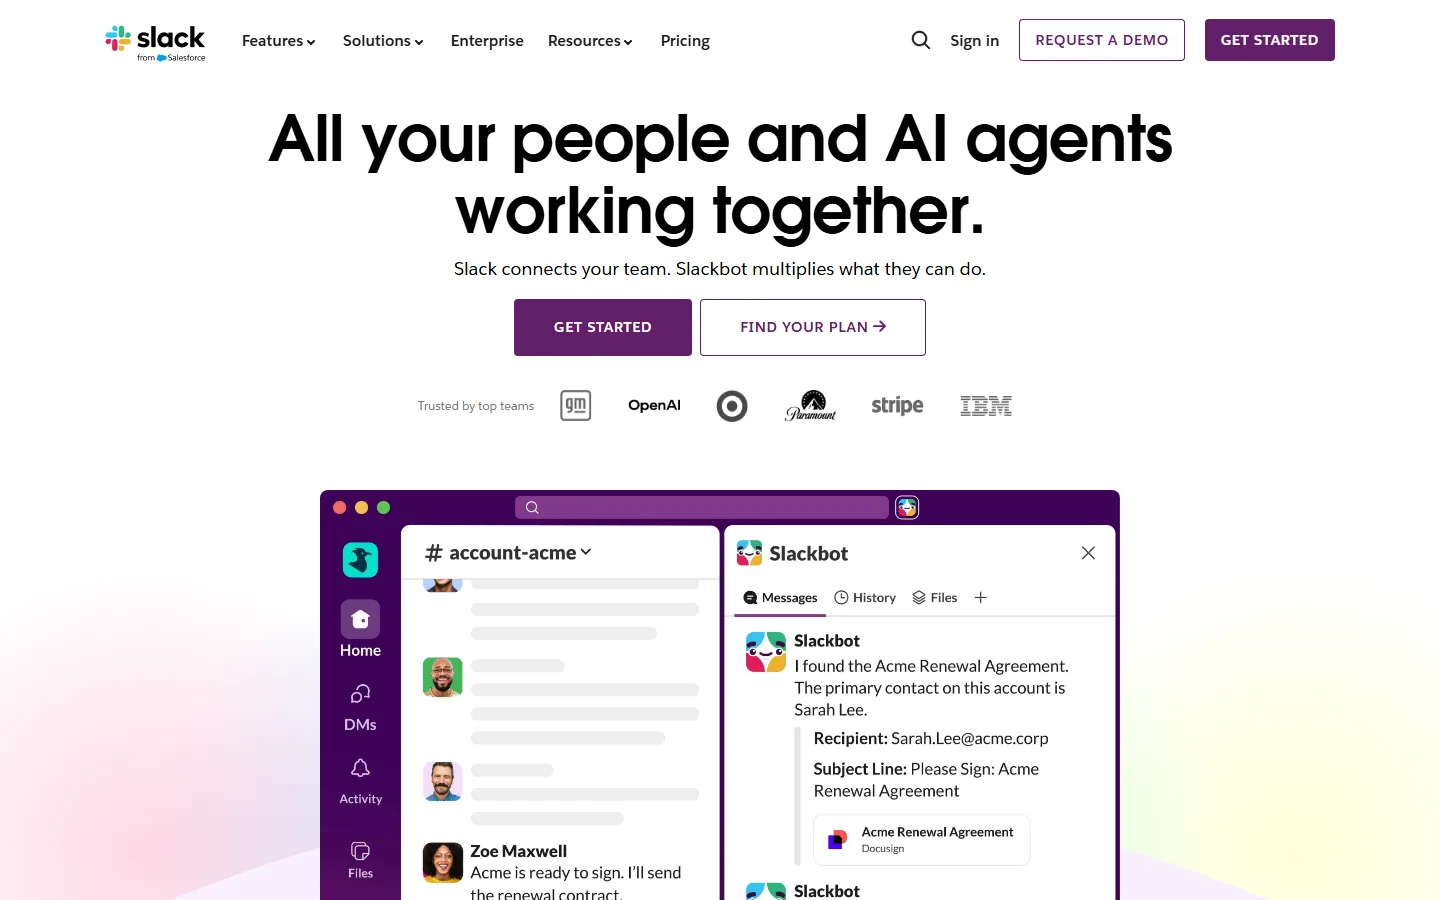 slack
from Salesforce
Features
Solutions
Enterprise
Resources
Pricing
Sign in
REQUEST A DEMO
GET STARTED
All your people and AI agents
working together.
Slack connects your team. Slackbot multiplies what they can do.
GET STARTED
FIND YOUR PLAN →
Trusted by top teams
gm
OpenAI
Paramount
stripe
IBM
# account-acme
Home
DMs
Activity
Files
Zoe Maxwell
Acme is ready to sign. I’ll send
the renewal contract.
Slackbot
Messages
History
Files
Slackbot
I found the Acme Renewal Agreement.
The primary contact on this account is
Sarah Lee.
Recipient: Sarah.Lee@acme.corp
Subject Line: Please Sign: Acme
Renewal Agreement
Acme Renewal Agreement
Docusign
Slackbot